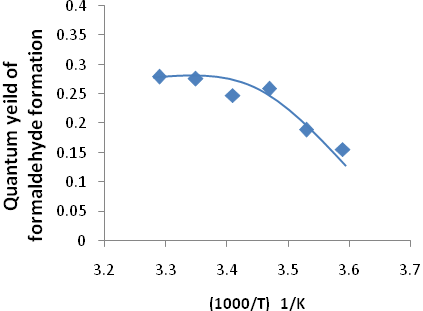 0.4
0.35
0.3
0.25
0.2
0.15
0.1
0.05
0
Quantum yeild of
formaldehyde formation
3.2 3.3 3.4 3.5 3.6 3.7
(1000/T) 1/K